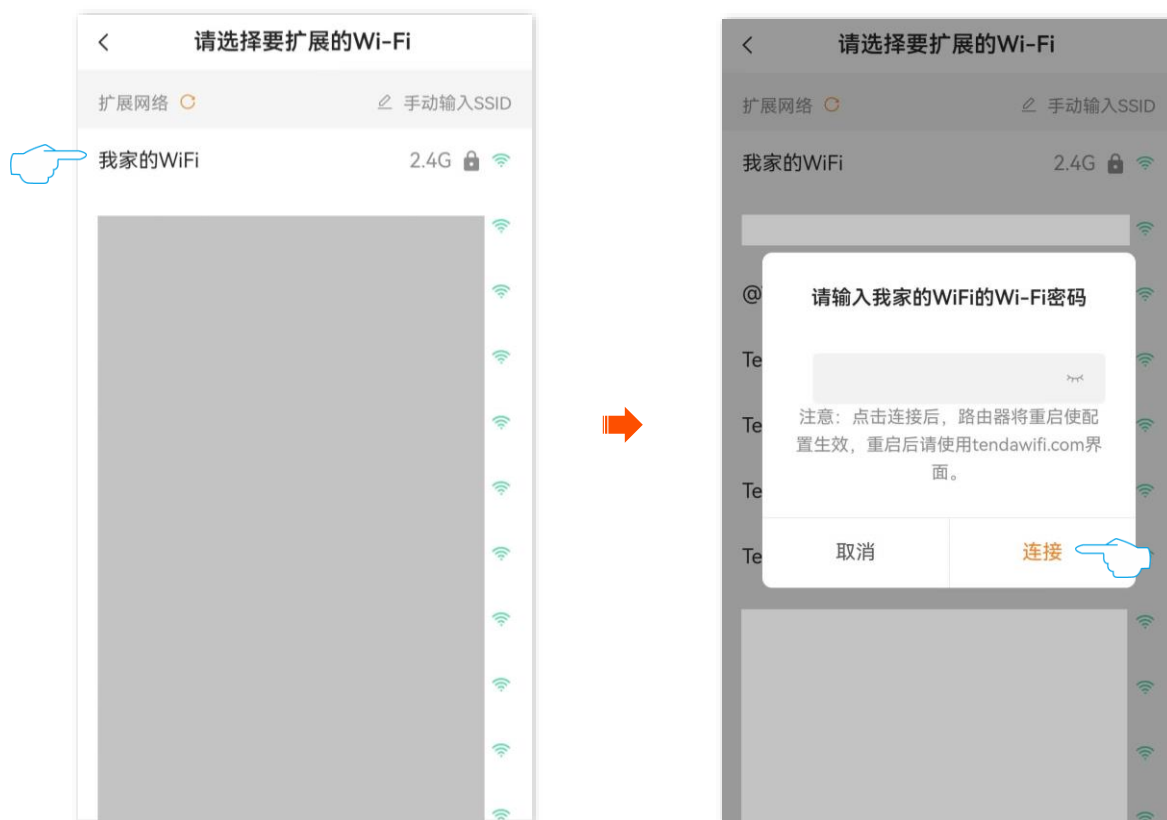 请选择要扩展的Wi-Fi
扩展网络
手动输入SSID
我家的WiFi
2.4G
请选择要扩展的Wi-Fi
扩展网络
手动输入SSID
我家的WiFi
2.4G
@
请输入我家的WiFi的Wi-Fi密码
Te
注意：点击连接后，路由器将重启使配
Te
置生效，重启后请使用tendawifi.com界
面。
Te
Te
取消
连接